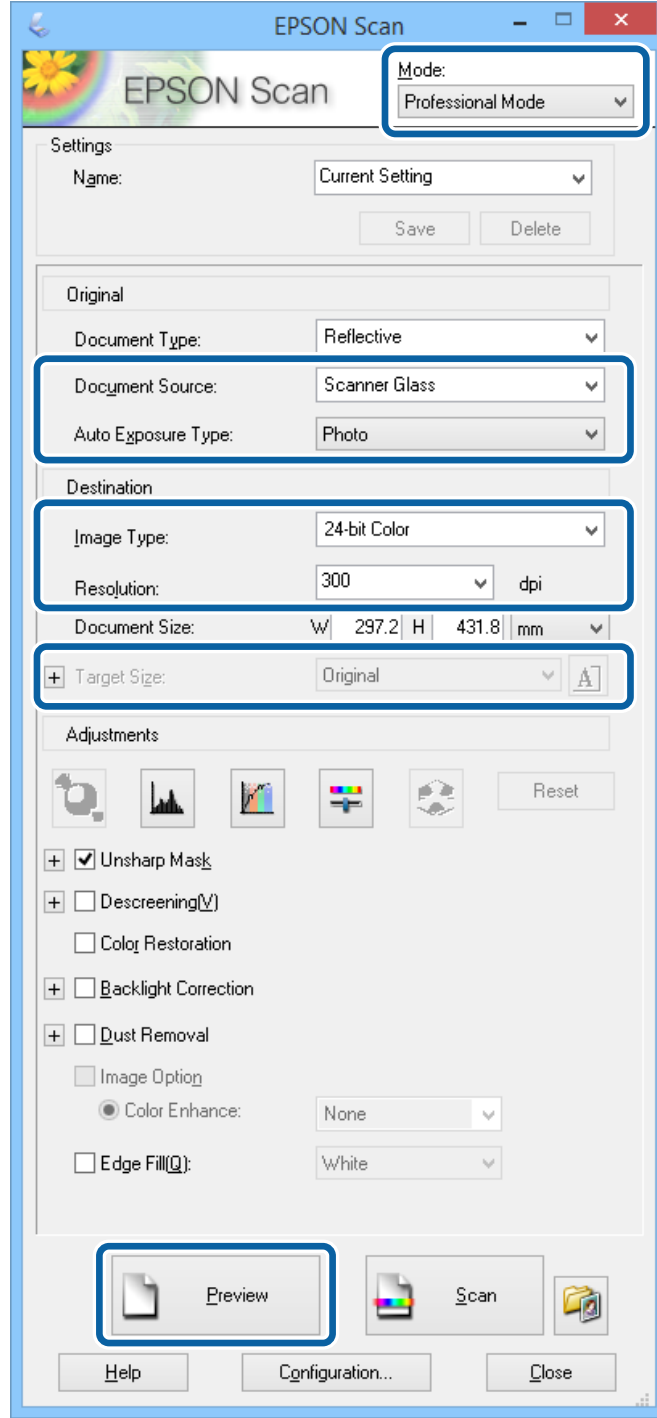 EPSON Scan
EPSON Scan
Mode:
Professional Mode
Settings
Name: Current Setting
Save Delete
Original
Document Type: Reflective
Document Source: Scanner Glass
Auto Exposure Type: Photo
Destination
Image Type: 24-bit Color
Resolution: 300 dpi
Document Size: W 297.2 H 431.8 mm
+ Target Size: Original A
Adjustments
Reset
+ Unsharp Mask
+ Descreening(V)
Color Restoration
+ Backlight Correction
+ Dust Removal
Image Option
Color Enhance: None
Edge Fill(Q): White
Preview Scan
Help Configuration... Close